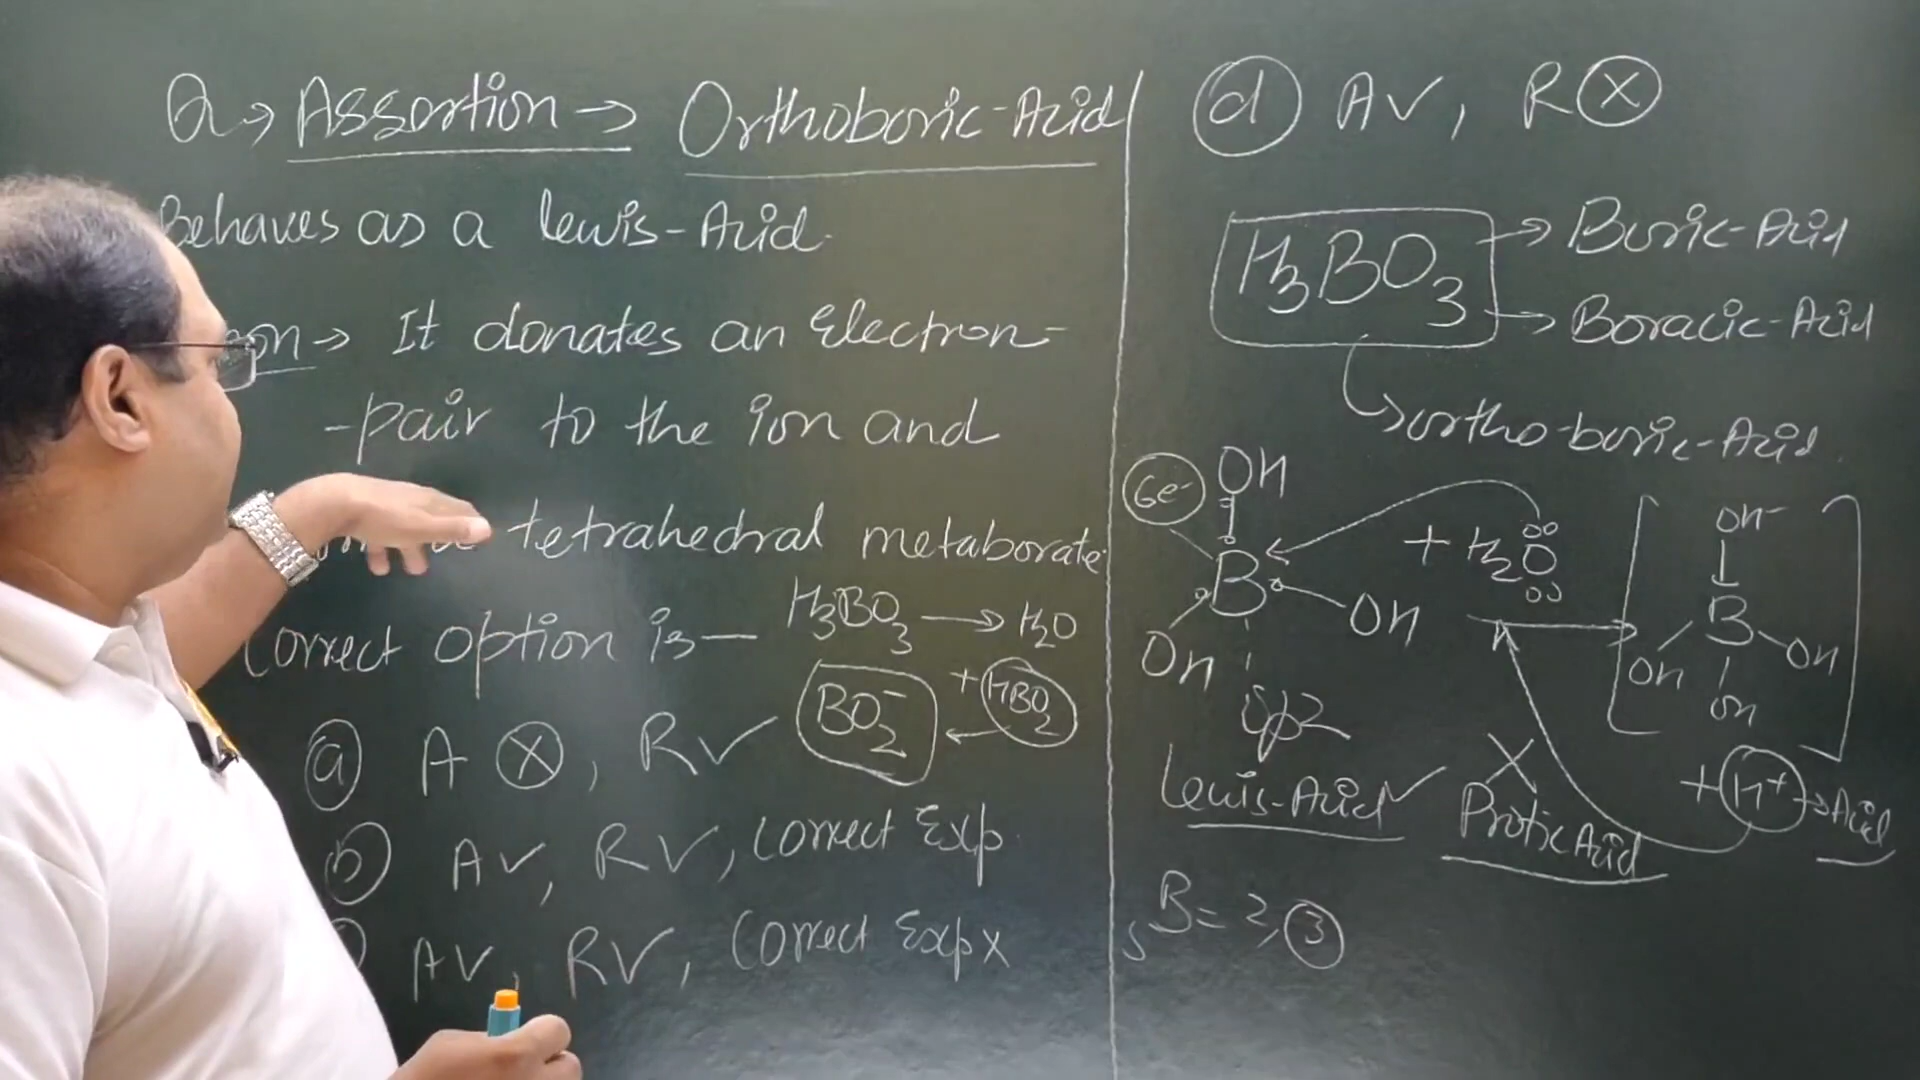 Q → Assertion → Orthoboric-Acid
Behaves as a lewis-Acid.
on → It donates an Electron-
-pair to the ion and
tetrahedral metaborate.
Correct option is —
H3BO3 → H2O
+ HBO2
BO2⁻ ←
(a) A ⊗, R✓
(b) A✓, R✓, Correct Exp.
) A✓, R✓, Correct Exp x
(d) A✓, R⊗
H3BO3 → Boric-Acid
→ Boracic-Acid
→ ortho-boric-Acid.
6e⁻ OH
B + H2O →
OH OH
sp2
[ OH⁻
B
OH OH
OH ]
+ H⁺ → Acid
Lewis-Acid ✓
X
Protic Acid
5B = 2, 3